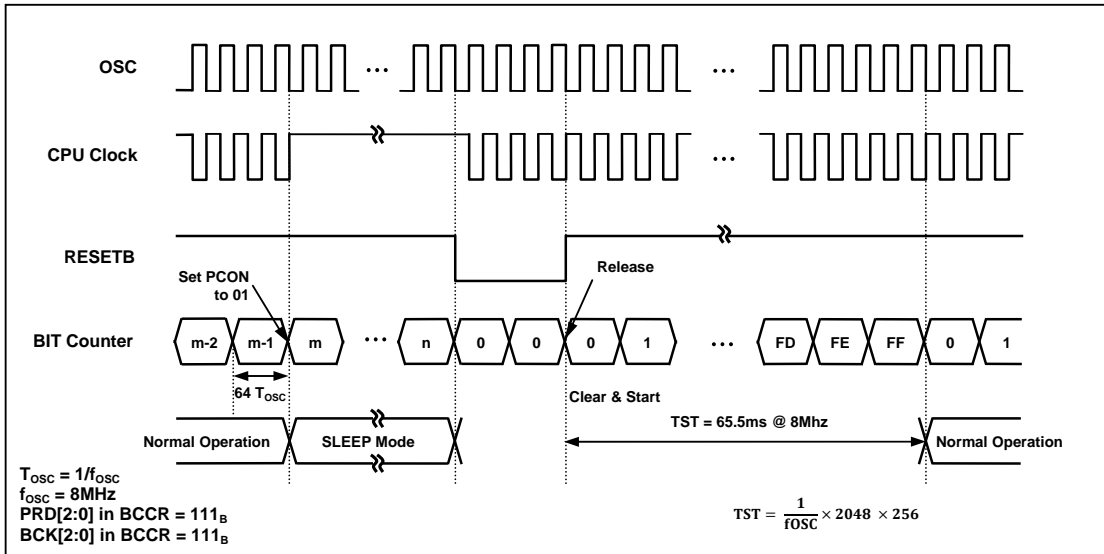 OSC
...
...
CPU Clock
...
RESETB
Set PCON
to 01
Release
BIT Counter
m-2 m-1 m ... n 0 0 0 1 ... FD FE FF 0 1
64 TOSC
Clear & Start
Normal Operation SLEEP Mode TST = 65.5ms @ 8Mhz Normal Operation
TOSC = 1/fOSC
fOSC = 8MHz
PRD[2:0] in BCCR = 111B
BCK[2:0] in BCCR = 111B
TST = 1/fOSC × 2048 × 256